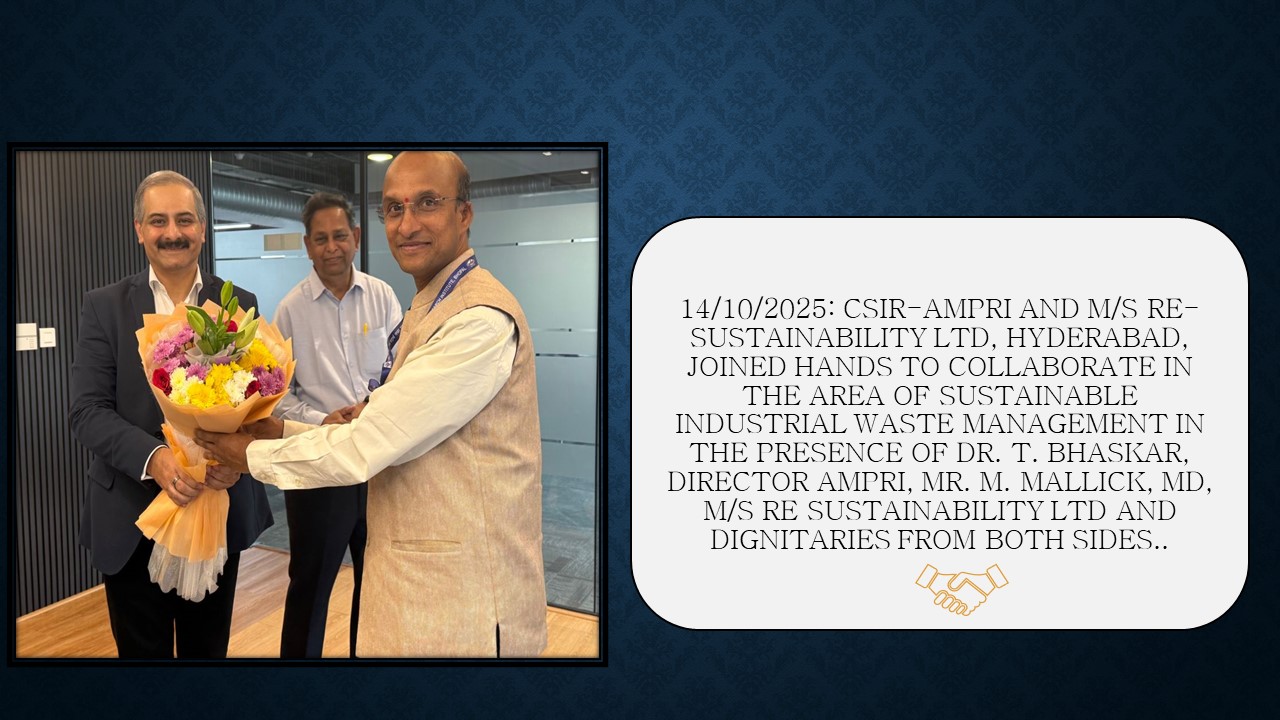 14/10/2025: CSIR-AMPRI AND M/S RE-
SUSTAINABILITY LTD, HYDERABAD,
JOINED HANDS TO COLLABORATE IN
THE AREA OF SUSTAINABLE
INDUSTRIAL WASTE MANAGEMENT IN
THE PRESENCE OF DR. T. BHASKAR,
DIRECTOR AMPRI, MR. M. MALLICK, MD,
M/S RE SUSTAINABILITY LTD AND
DIGNITARIES FROM BOTH SIDES..